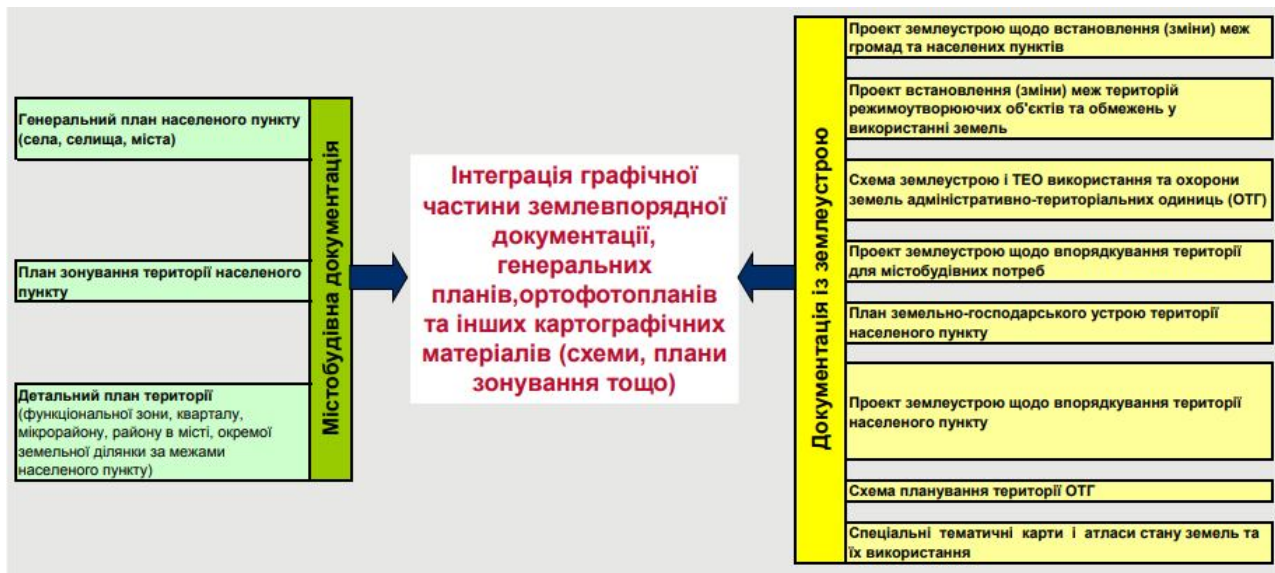 Генеральний план населеного пункту
(села, селища, міста)
План зонування території населеного
пункту
Детальний план території
(функціональної зони, кварталу,
мікрорайону, району в місті, окремої
земельної ділянки за межами
населеного пункту)
Містобудівна документація
Інтеграція графічної
частини землевпорядної
документації,
генеральних
планів,ортофотопланів
та інших картографічних
матеріалів (схеми, плани
зонування тощо)
Документація із землеустрою
Проект землеустрою щодо встановлення (зміни) меж
громад та населених пунктів
Проект встановлення (зміни) меж територій
режимоутворюючих об'єктів та обмежень у
використанні земель
Схема землеустрою і ТЕО використання та охорони
земель адміністративно-територіальних одиниць (ОТГ)
Проект землеустрою щодо впорядкування території
для містобудівних потреб
План земельно-господарського устрою території
населеного пункту
Проект землеустрою щодо впорядкування території
населеного пункту
Схема планування території ОТГ
Спеціальні тематичні карти і атласи стану земель та
їх використання